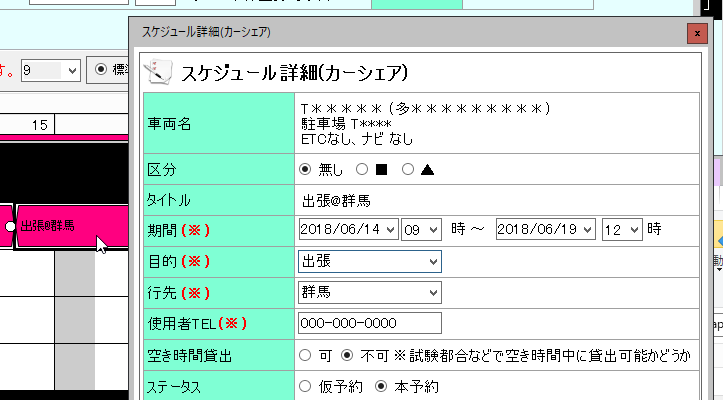 スケジュール詳細(カーシェア)
す。 9 標
スケジュール詳細(カーシェア)
15
車両名
T＊＊＊＊＊ (多＊＊＊＊＊＊＊＊＊)
駐車場 T****
ETCなし、ナビ なし
区分 無し ■ ▲
タイトル 出張@群馬
出張@群馬
期間 (※) 2018/06/14 09 時 ～ 2018/06/19 12 時
目的 (※) 出張
行先 (※) 群馬
使用者TEL(※) 000-000-0000
空き時間貸出 可 不可 ※ 試験都合などで空き時間中に貸出可能かどうか
ステータス 仮予約 本予約